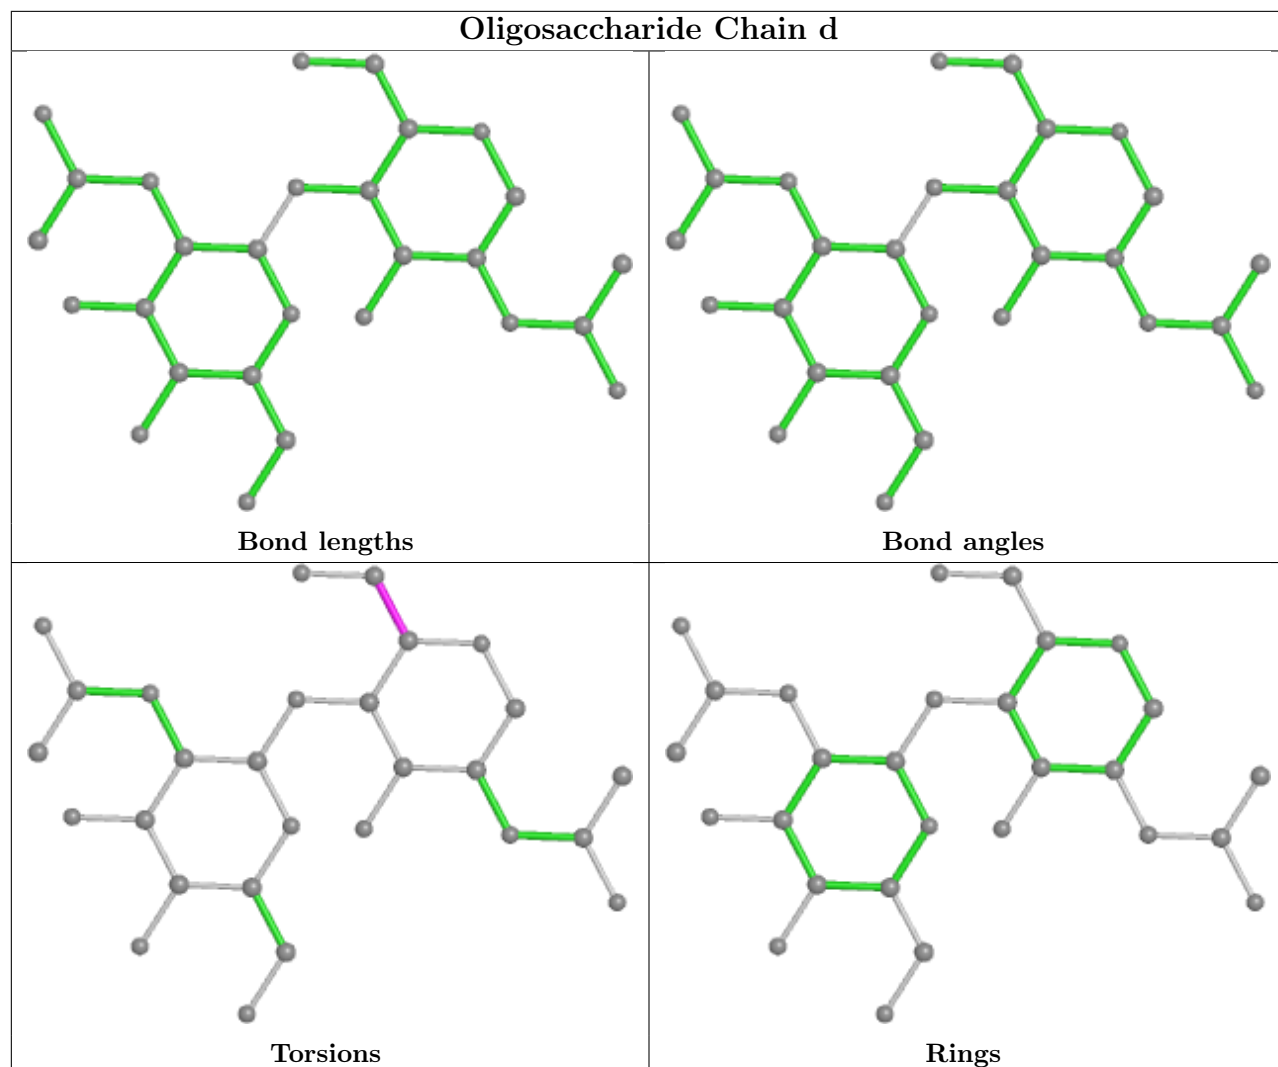 Oligosaccharide Chain d
Bond lengths
Bond angles
Torsions
Rings